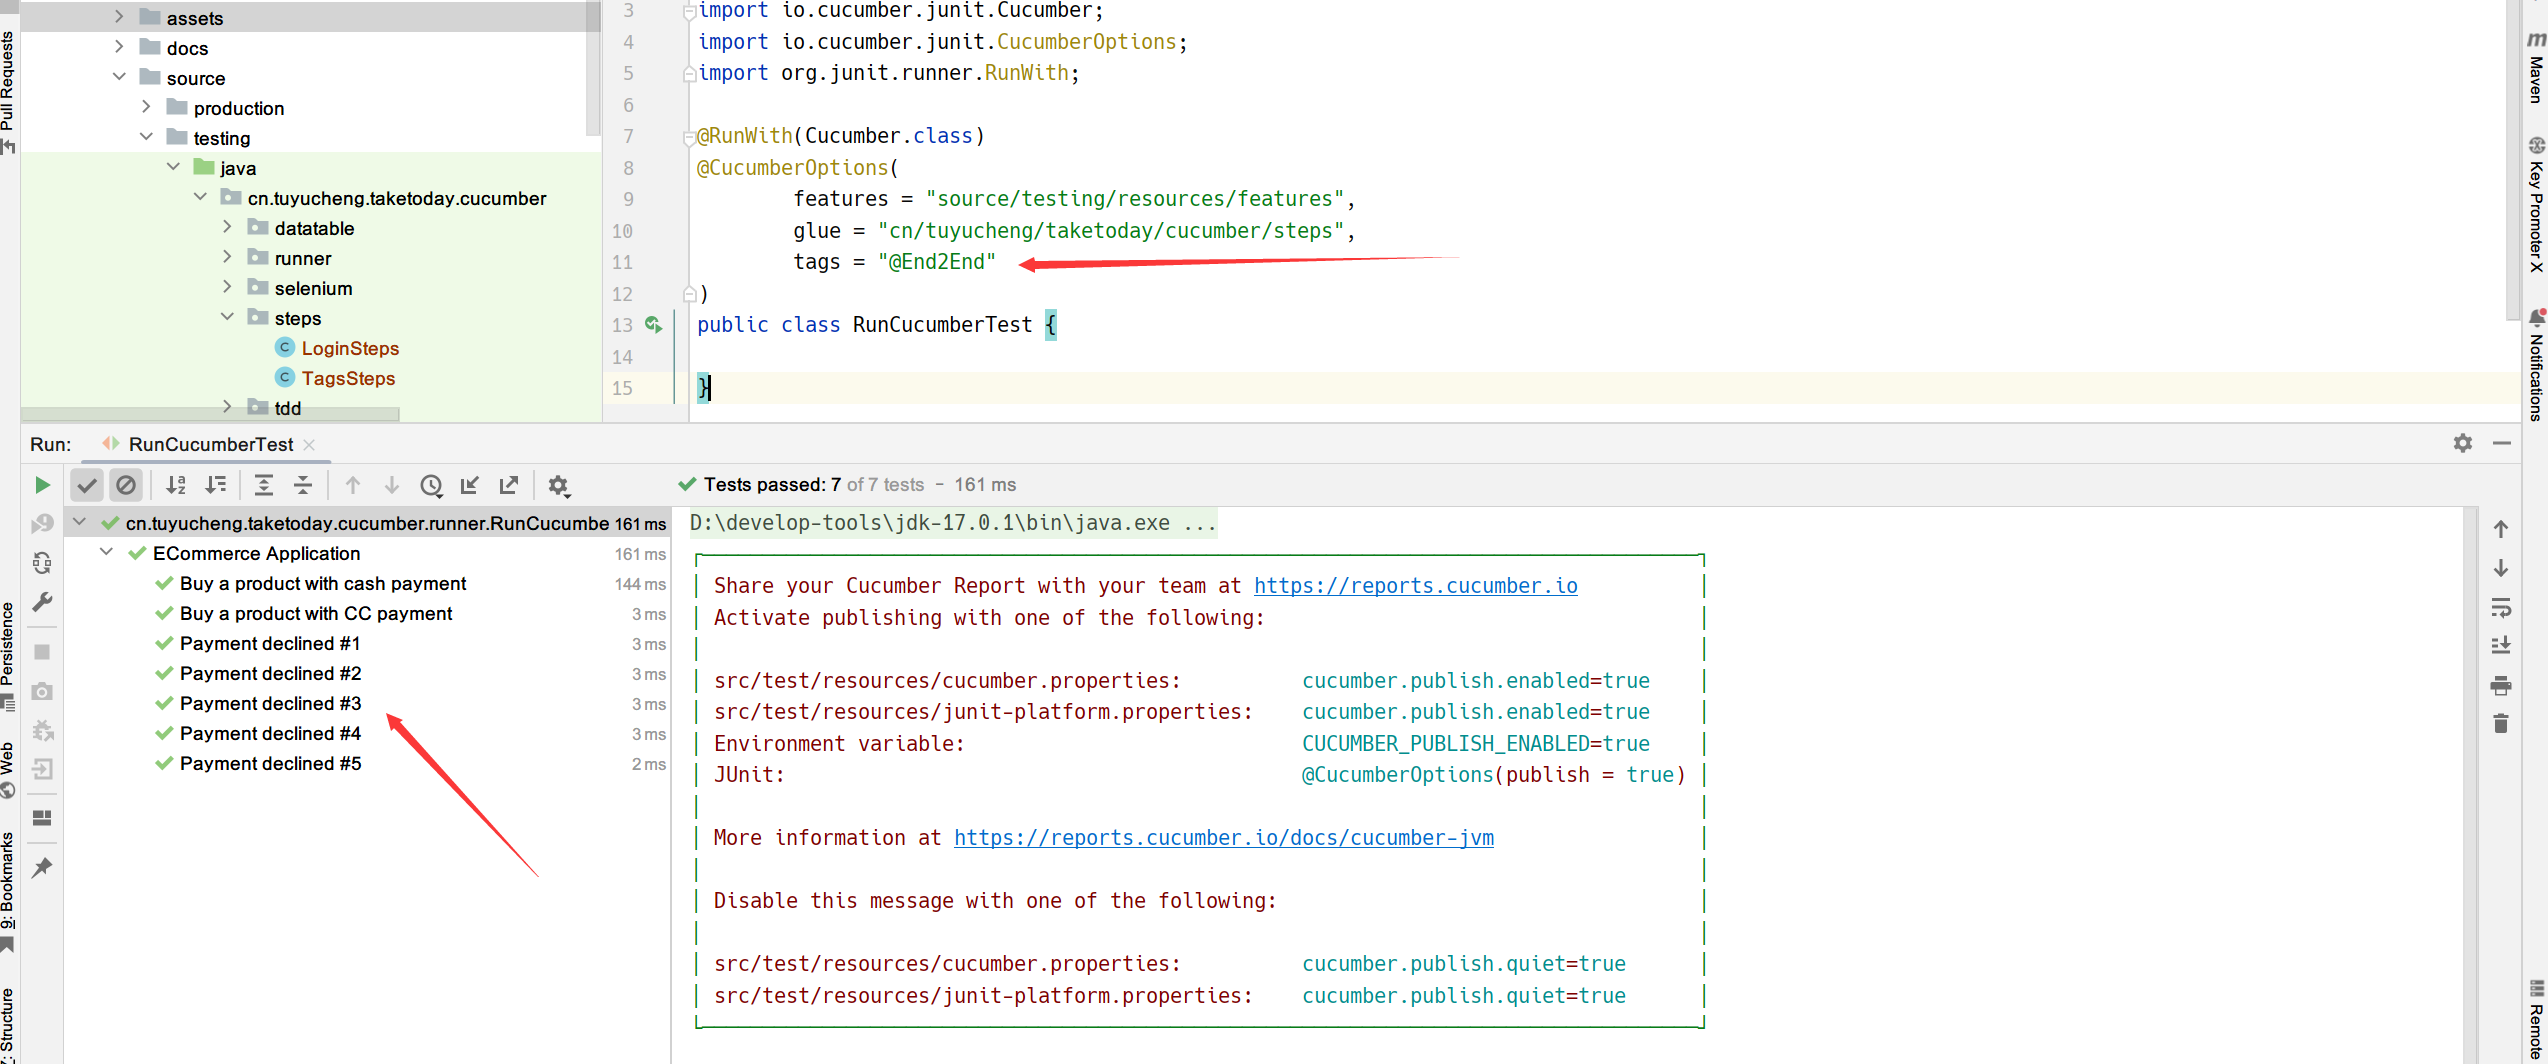 Pull Requests
assets
docs
source
production
testing
java
cn.tuyucheng.taketoday.cucumber
datatable
runner
selenium
steps
LoginSteps
TagsSteps
tdd
3 import io.cucumber.junit.Cucumber;
4 import io.cucumber.junit.CucumberOptions;
5 import org.junit.runner.RunWith;
6
7 @RunWith(Cucumber.class)
8 @CucumberOptions(
9 features = "source/testing/resources/features",
10 glue = "cn/tuyucheng/taketoday/cucumber/steps",
11 tags = "@End2End"
12 )
13 public class RunCucumberTest {
14
15 }
Maven
Key Promoter X
Notifications
Run: RunCucumberTest
Tests passed: 7 of 7 tests – 161 ms
cn.tuyucheng.taketoday.cucumber.runner.RunCucumbe 161 ms
ECommerce Application 161 ms
Buy a product with cash payment 144 ms
Buy a product with CC payment 3 ms
Payment declined #1 3 ms
Payment declined #2 3 ms
Payment declined #3 3 ms
Payment declined #4 3 ms
Payment declined #5 2 ms
D:\develop-tools\jdk-17.0.1\bin\java.exe ...
Share your Cucumber Report with your team at https://reports.cucumber.io
Activate publishing with one of the following:
src/test/resources/cucumber.properties: cucumber.publish.enabled=true
src/test/resources/junit-platform.properties: cucumber.publish.enabled=true
Environment variable: CUCUMBER_PUBLISH_ENABLED=true
JUnit: @CucumberOptions(publish = true)
More information at https://reports.cucumber.io/docs/cucumber-jvm
Disable this message with one of the following:
src/test/resources/cucumber.properties: cucumber.publish.quiet=true
src/test/resources/junit-platform.properties: cucumber.publish.quiet=true
Persistence
Web
9: Bookmarks
Structure
Remote